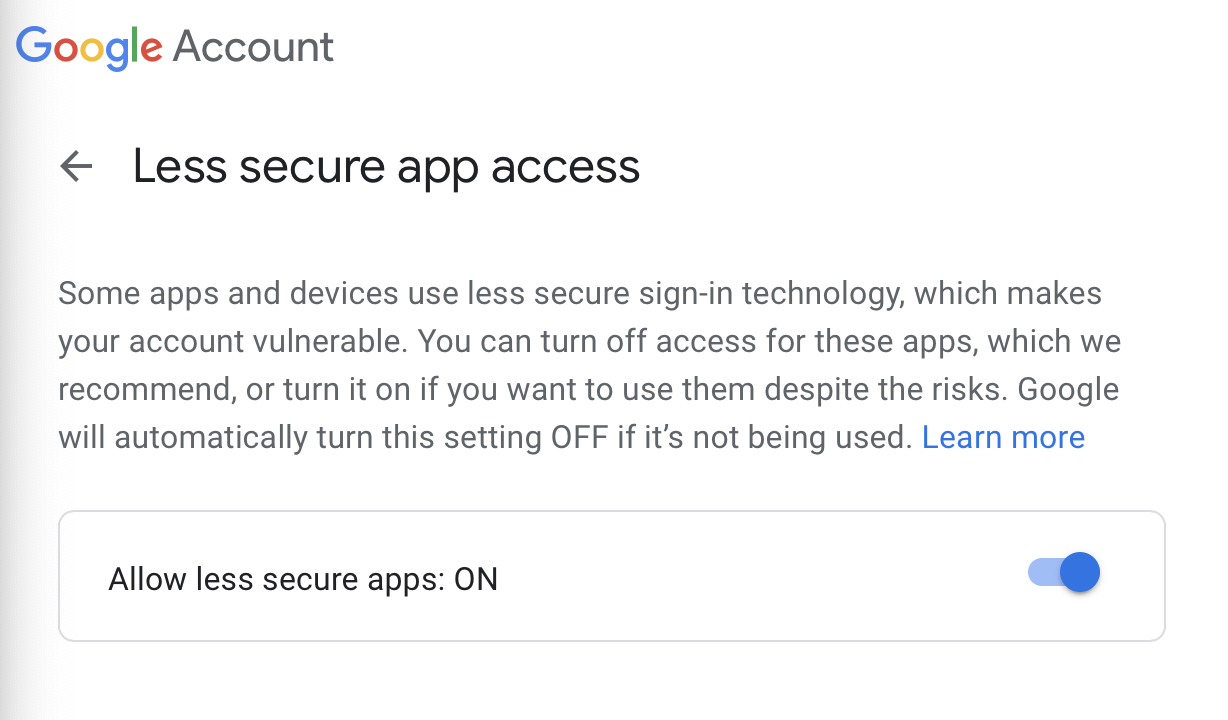 Google Account
Less secure app access
Some apps and devices use less secure sign-in technology, which makes
your account vulnerable. You can turn off access for these apps, which we
recommend, or turn it on if you want to use them despite the risks. Google
will automatically turn this setting OFF if it’s not being used. Learn more
Allow less secure apps: ON